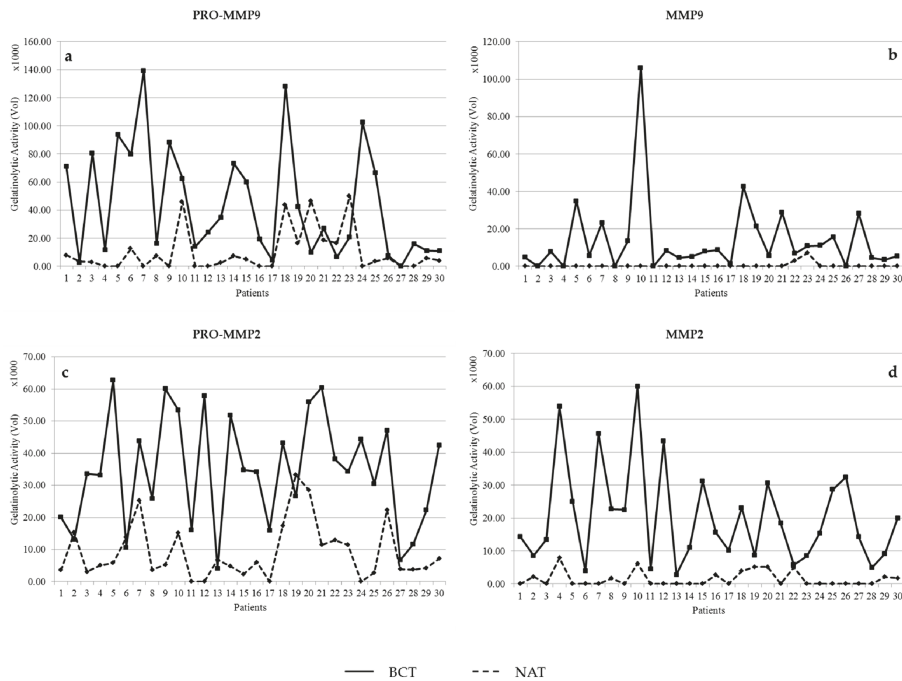 PRO-MMP9
a
x1000
Gelatinolytic Activity (Vol)
160.00
140.00
120.00
100.00
80.00
60.00
40.00
20.00
0.00
1 2 3 4 5 6 7 8 9 10 11 12 13 14 15 16 17 18 19 20 21 22 23 24 25 26 27 28 29 30
Patients
MMP9
b
x1000
Gelatinolytic Activity (Vol)
120.00
100.00
80.00
60.00
40.00
20.00
0.00
1 2 3 4 5 6 7 8 9 10 11 12 13 14 15 16 17 18 19 20 21 22 23 24 25 26 27 28 29 30
Patients
PRO-MMP2
c
x1000
Gelatinolytic Activity (Vol)
70.00
60.00
50.00
40.00
30.00
20.00
10.00
0.00
1 2 3 4 5 6 7 8 9 10 11 12 13 14 15 16 17 18 19 20 21 22 23 24 25 26 27 28 29 30
Patients
MMP2
d
x1000
Gelatinolytic Activity (Vol)
70.00
60.00
50.00
40.00
30.00
20.00
10.00
0.00
1 2 3 4 5 6 7 8 9 10 11 12 13 14 15 16 17 18 19 20 21 22 23 24 25 26 27 28 29 30
Patients
BCT
NAT